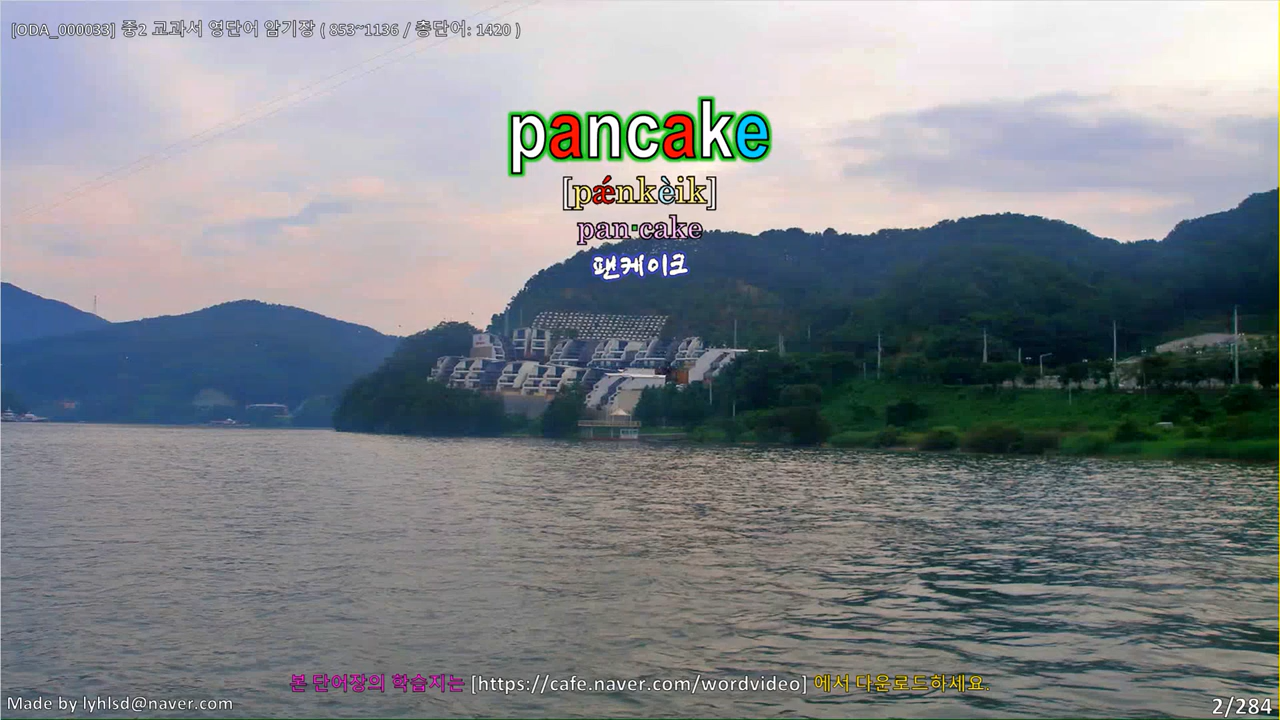 [ODA_000033] 중2 교과서 영단어 암기장 ( 853~1136 / 총단어: 1420 )
pancake
[pǽnkèik]
pan·cake
팬케이크
본 단어장의 학습지는 [https://cafe.naver.com/wordvideo] 에서 다운로드하세요.
Made by lyhlsd@naver.com
2/284